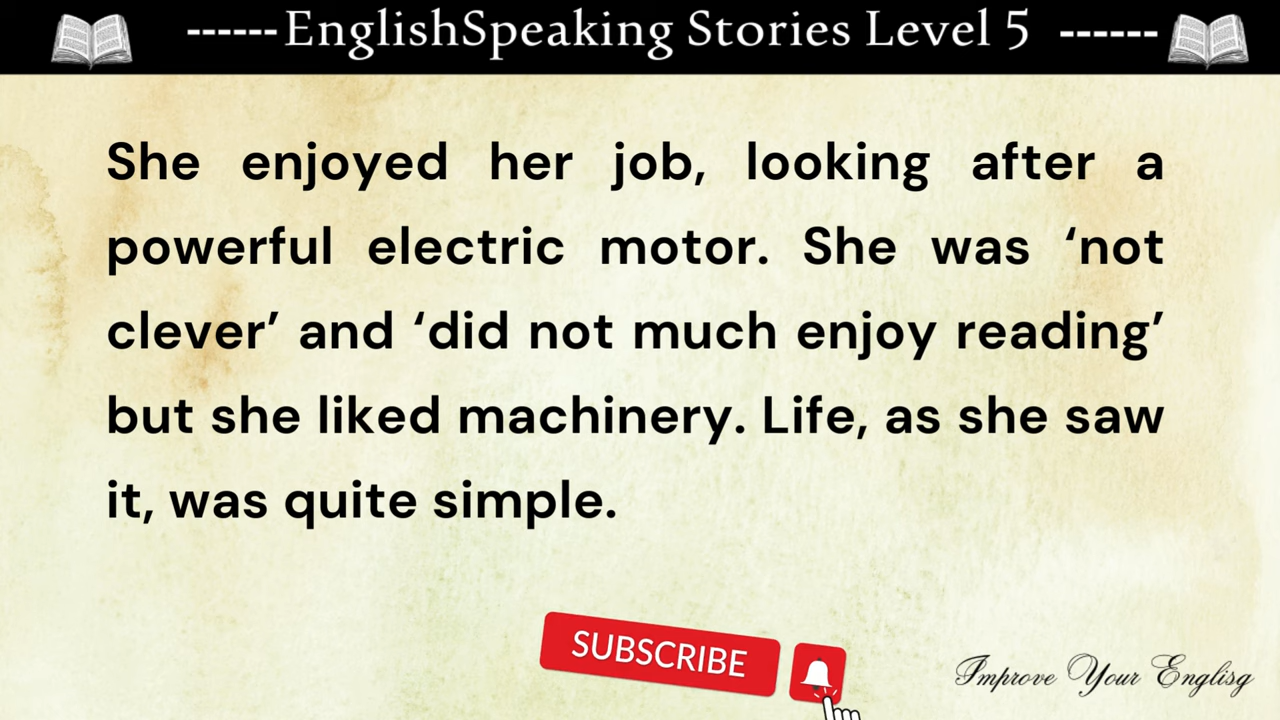 ------EnglishSpeaking Stories Level 5 ------
She enjoyed her job, looking after a
powerful electric motor. She was ‘not
clever’ and ‘did not much enjoy reading’
but she liked machinery. Life, as she saw
it, was quite simple.
SUBSCRIBE
Improve Your Englisg